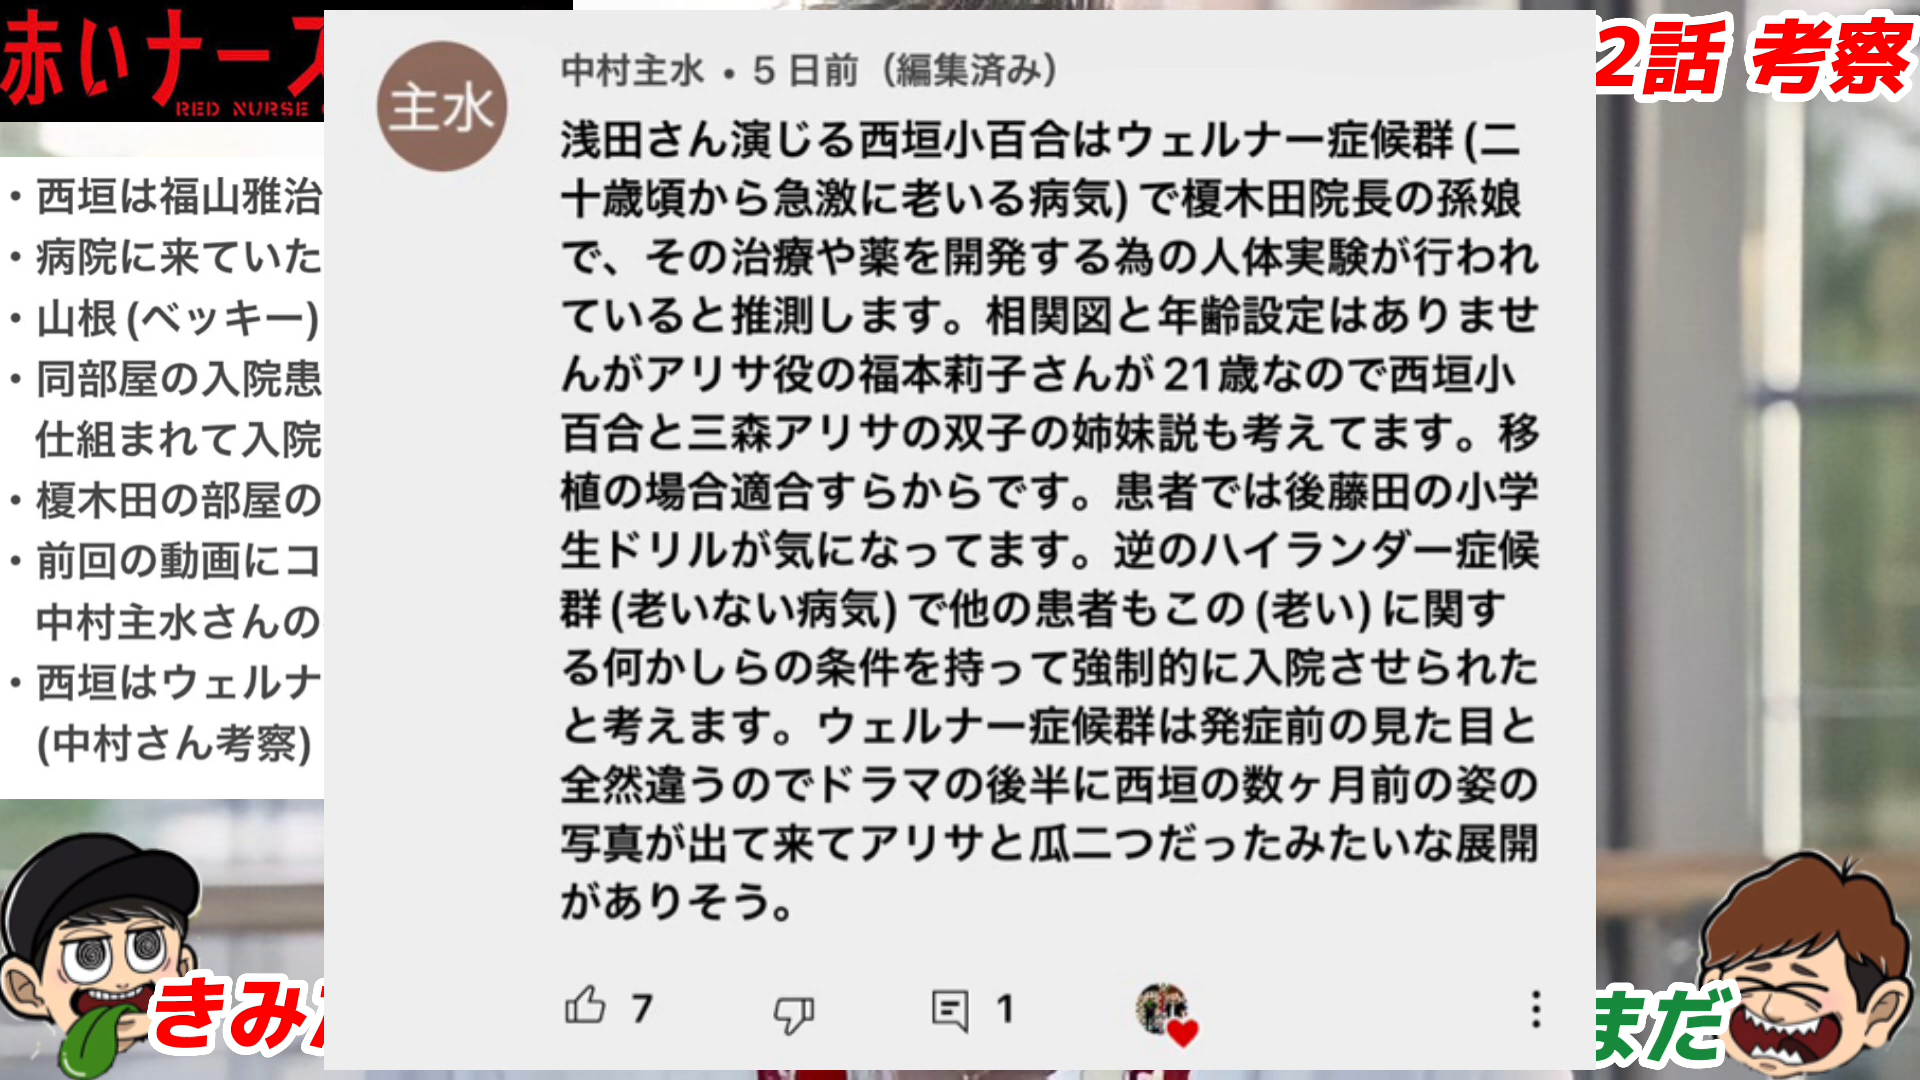 赤いナース
RED NURSE
2話 考察
・西垣は福山雅治
・病院に来ていた
・山根(ベッキー)
・同部屋の入院患
仕組まれて入院
・榎木田の部屋の
・前回の動画にコ
中村主水さんの
・西垣はウェルナ
(中村さん考察)
きみ
主水
中村主水・5 日前（編集済み）
浅田さん演じる西垣小百合はウェルナー症候群(二
十歳頃から急激に老いる病気)で榎木田院長の孫娘
で、その治療や薬を開発する為の人体実験が行われ
ていると推測します。相関図と年齢設定はありませ
んがアリサ役の福本莉子さんが21歳なので西垣小
百合と三森アリサの双子の姉妹説も考えてます。移
植の場合適合すらからです。患者では後藤田の小学
生ドリルが気になってます。逆のハイランダー症候
群(老いない病気)で他の患者もこの(老い)に関す
る何かしらの条件を持って強制的に入院させられた
と考えます。ウェルナー症候群は発症前の見た目と
全然違うのでドラマの後半に西垣の数ヶ月前の姿の
写真が出て来てアリサと瓜二つだったみたいな展開
がありそう。
7
1
まだ